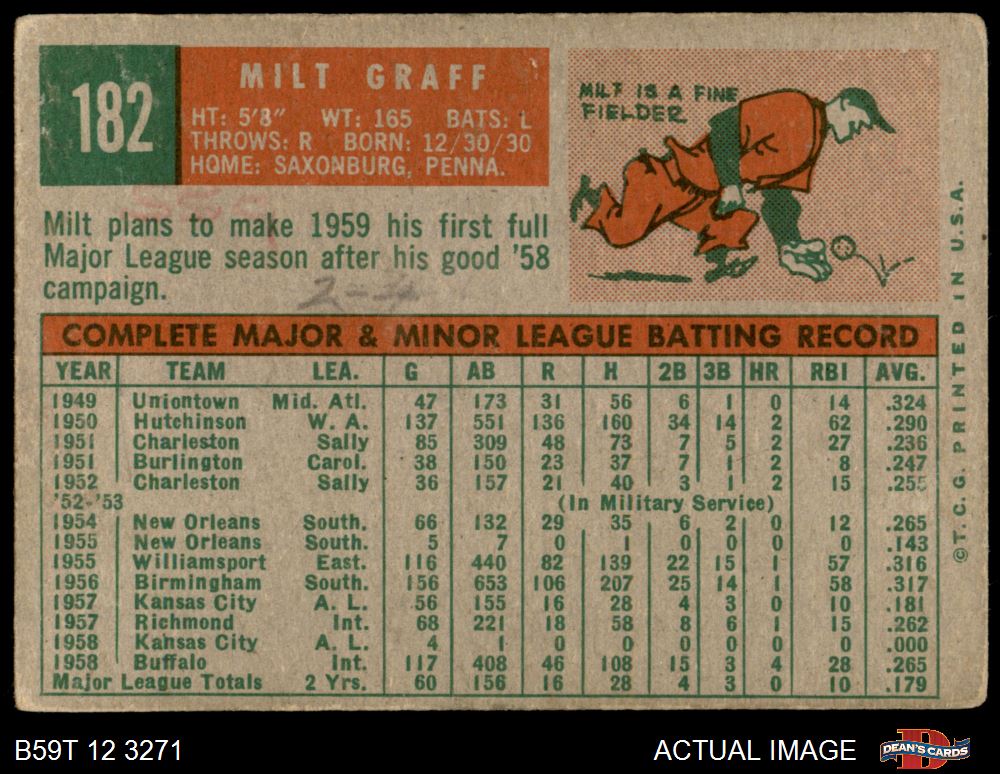 182
MILT GRAFF
HT: 5'8" WT: 165 BATS: L
THROWS: R BORN: 12/30/30
HOME: SAXONBURG, PENNA.
MILT IS A FINE
FIELDER
Milt plans to make 1959 his first full
Major League season after his good '58
campaign.
2-4
COMPLETE MAJOR & MINOR LEAGUE BATTING RECORD
YEAR TEAM LEA. G AB R H 2B 3B HR RBI AVG.
1949 Uniontown Mid. Atl. 47 173 31 56 6 1 0 14 .324
1950 Hutchinson W. A. 137 551 136 160 34 14 2 62 .290
1951 Charleston Sally 85 309 48 73 7 5 2 27 .236
1951 Burlington Carol. 38 150 23 37 7 1 2 8 .247
1952 Charleston Sally 36 157 21 40 3 1 2 15 .255
'52-'53 (In Military Service)
1954 New Orleans South. 66 132 29 35 6 2 0 12 .265
1955 New Orleans South. 5 7 0 1 0 0 0 0 .143
1955 Williamsport East. 116 440 82 139 22 15 1 57 .316
1956 Birmingham South. 156 653 106 207 25 14 1 58 .317
1957 Kansas City A. L. 56 155 16 28 4 3 0 10 .181
1957 Richmond Int. 68 221 18 58 8 6 1 15 .262
1958 Kansas City A. L. 4 1 0 0 0 0 0 0 .000
1958 Buffalo Int. 117 408 46 108 15 3 4 28 .265
Major League Totals 2 Yrs. 60 156 16 28 4 3 0 10 .179
©T.C.G. PRINTED IN U.S.A.
B59T 12 3271
ACTUAL IMAGE
DEAN'S CARDS